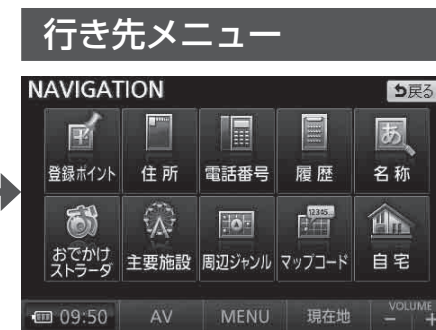 行き先メニュー
NAVIGATION
戻る
登録ポイント
住所
電話番号
履歴
あ
名称
12345
おでかけ
ストラーダ
主要施設
周辺ジャンル
マップコード
自宅
09:50
AV
MENU
現在地
VOLUME
− +